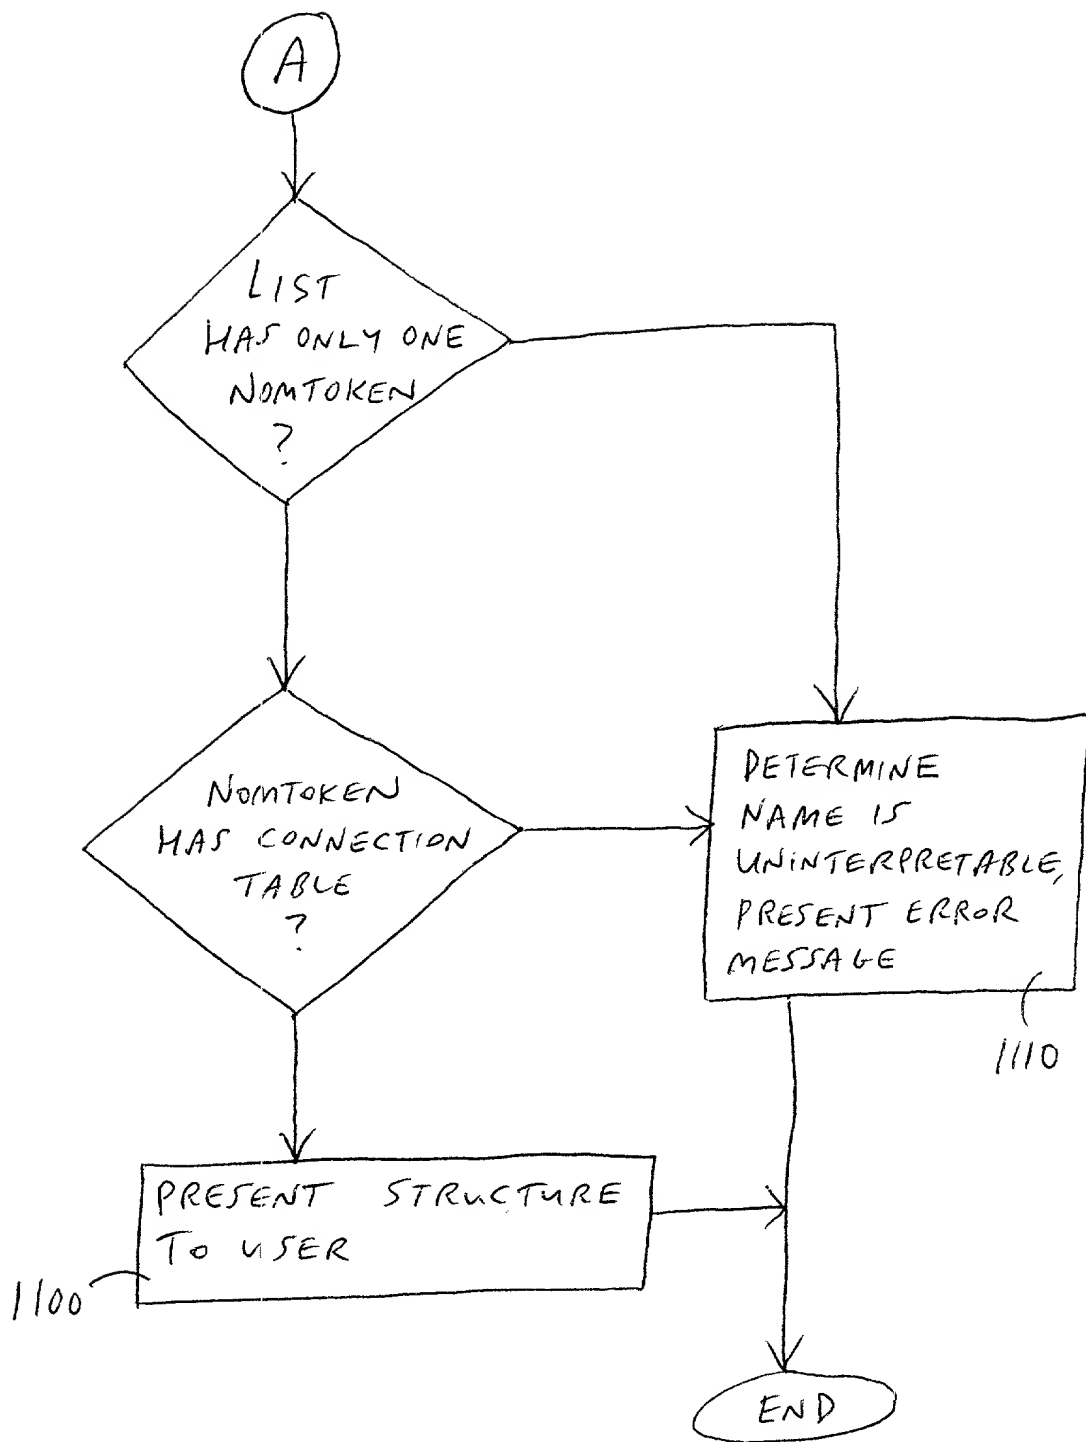 A
LIST
HAS ONLY ONE
NOMTOKEN
?
NOMTOKEN
HAS CONNECTION
TABLE
?
DETERMINE
NAME IS
UNINTERPRETABLE,
PRESENT ERROR
MESSAGE
1110
PRESENT STRUCTURE
TO USER
1100
END